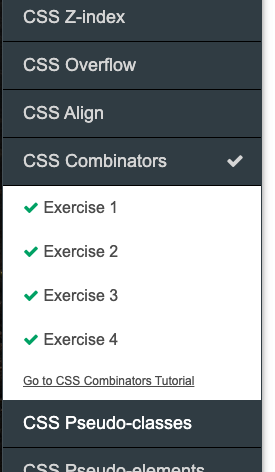 CSS Z-index
CSS Overflow
CSS Align
CSS Combinators
Exercise 1
Exercise 2
Exercise 3
Exercise 4
Go to CSS Combinators Tutorial
CSS Pseudo-classes
CSS Pseudo-elements